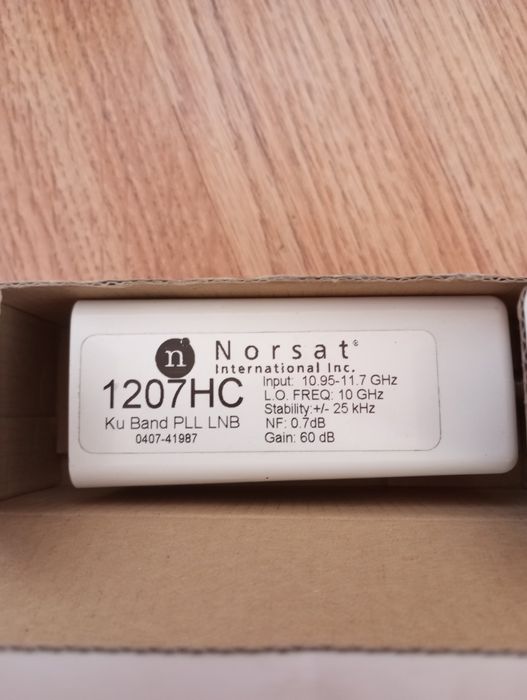 n
Norsat®
International Inc.
1207HC
Ku Band PLL LNB
0407-41987
Input: 10.95-11.7 GHz
L.O. FREQ: 10 GHz
Stability:+/- 25 kHz
NF: 0.7dB
Gain: 60 dB